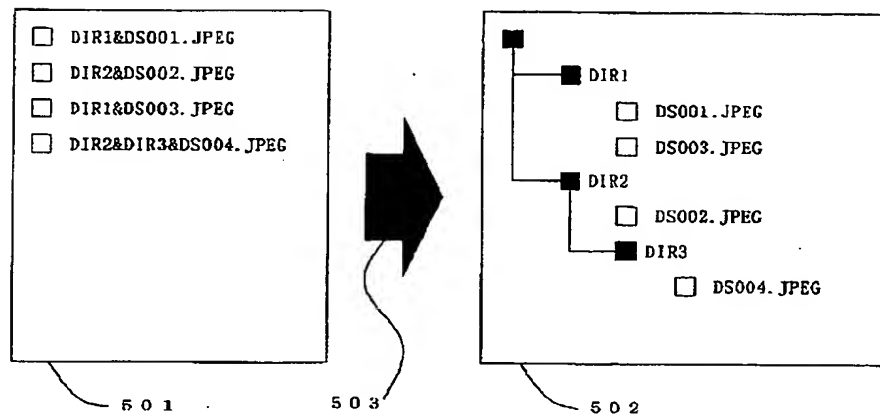 DIR1&DS001.JPEG
DIR2&DS002.JPEG
DIR1&DS003.JPEG
DIR2&DIR3&DS004.JPEG
DIR1
DS001.JPEG
DS003.JPEG
DIR2
DS002.JPEG
DIR3
DS004.JPEG
501
503
502